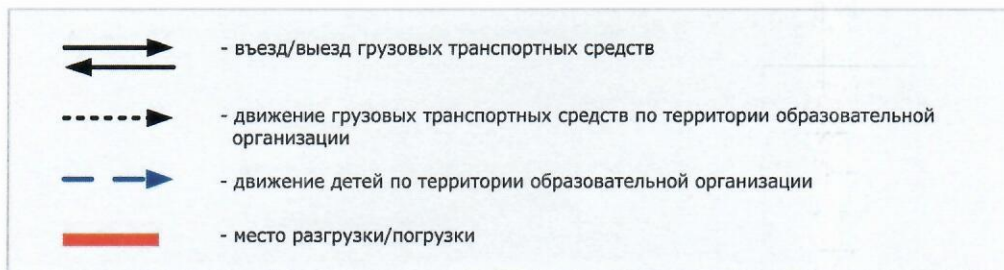 - въезд/выезд грузовых транспортных средств
- движение грузовых транспортных средств по территории образовательной
организации
- движение детей по территории образовательной организации
- место разгрузки/погрузки